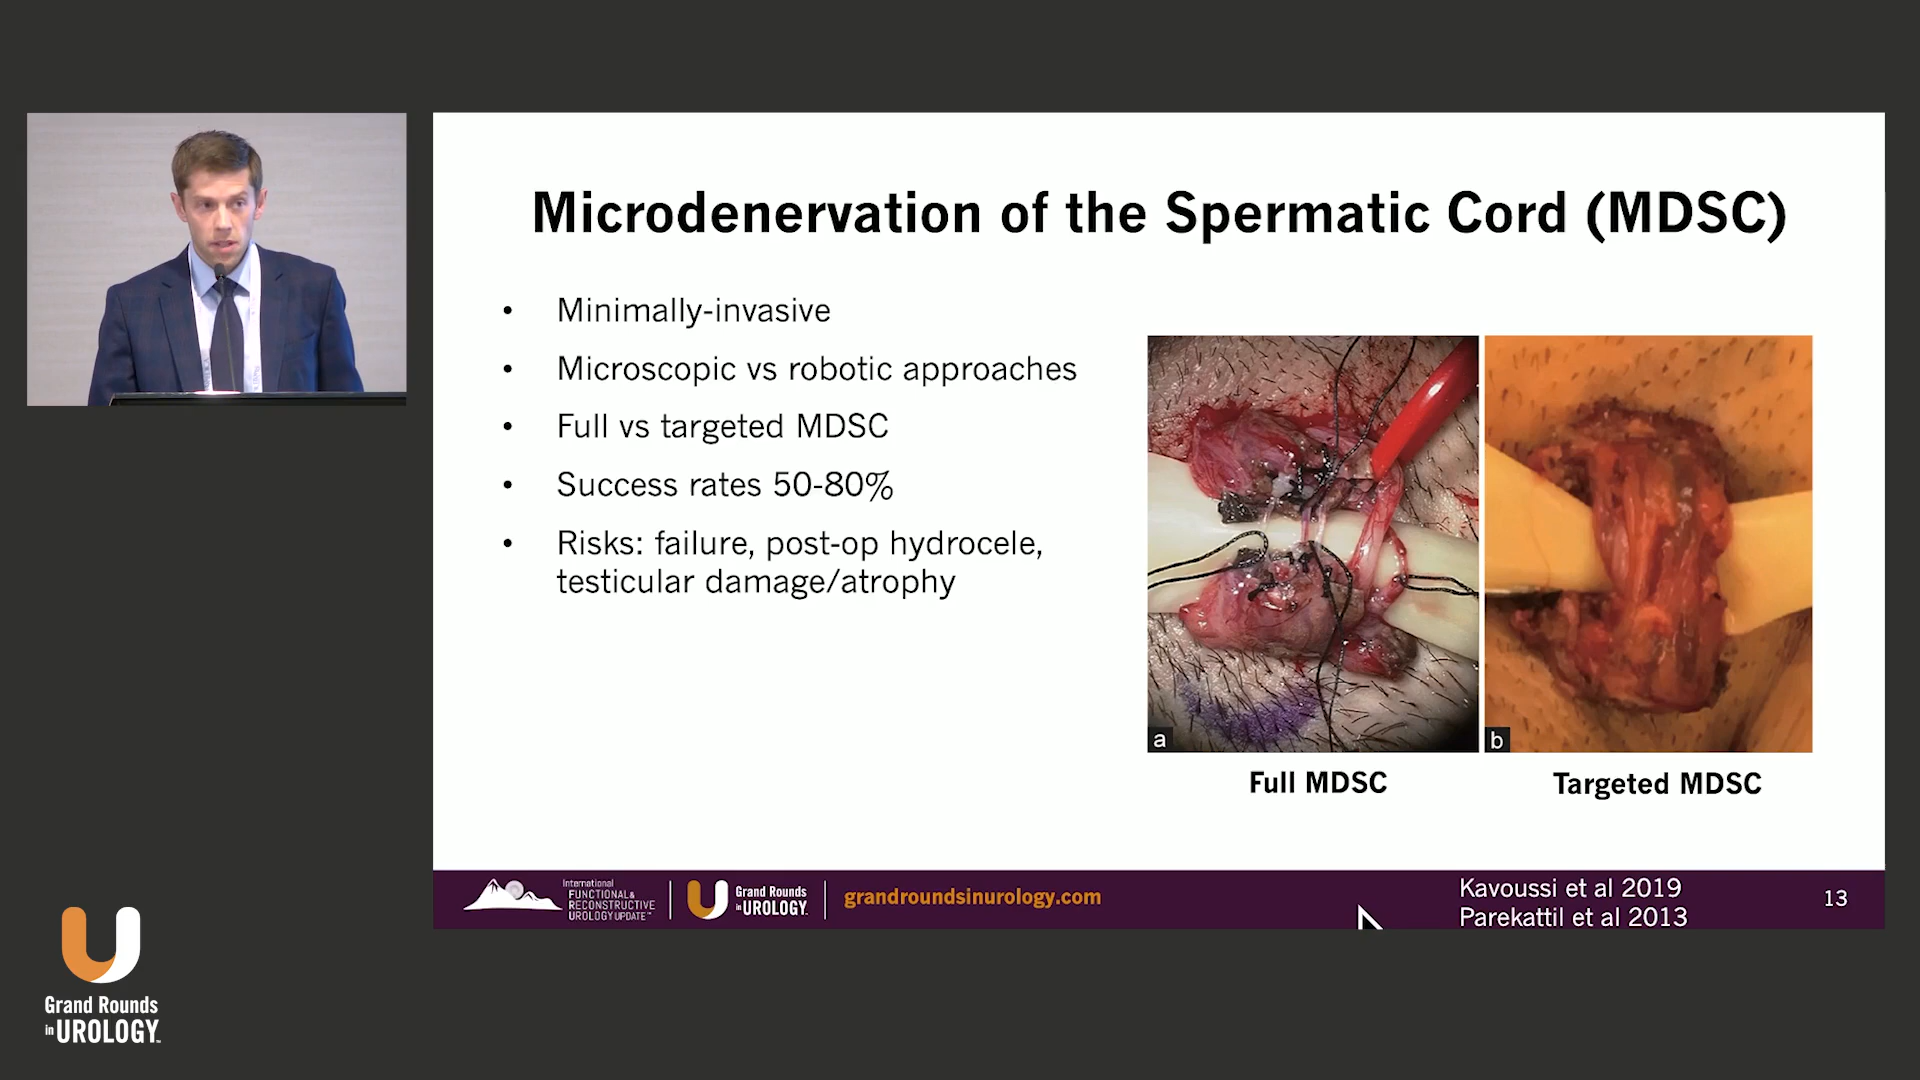 Microdenervation of the Spermatic Cord (MDSC)
• Minimally-invasive
• Microscopic vs robotic approaches
• Full vs targeted MDSC
• Success rates 50-80%
• Risks: failure, post-op hydrocele,
testicular damage/atrophy
a
b
Full MDSC
Targeted MDSC
International
FUNCTIONAL &
RECONSTRUCTIVE
UROLOGY UPDATE™
Grand Rounds
in UROLOGY
grandroundsinurology.com
Kavoussi et al 2019
Parekattil et al 2013
13
Grand Rounds
in UROLOGY™